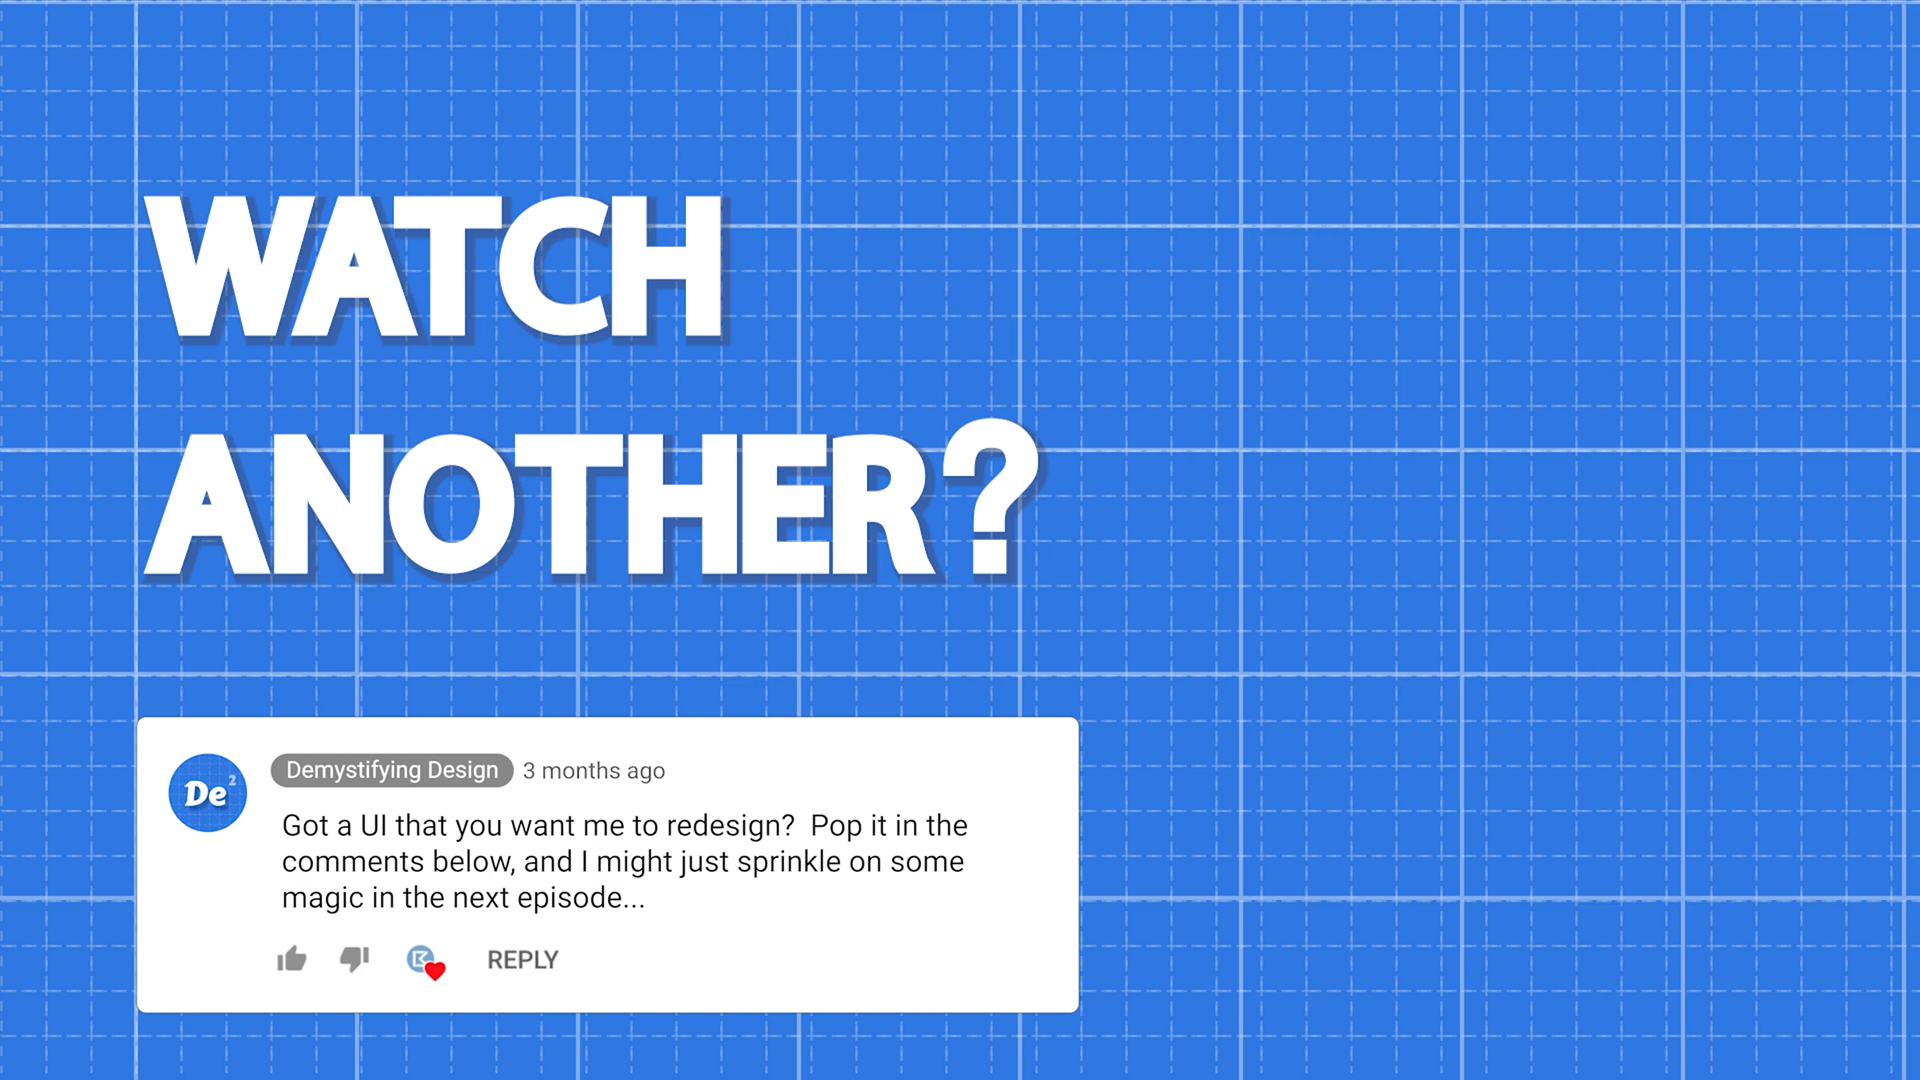 WATCH
ANOTHER?
De²
Demystifying Design 3 months ago
Got a UI that you want me to redesign?  Pop it in the
comments below, and I might just sprinkle on some
magic in the next episode...
REPLY